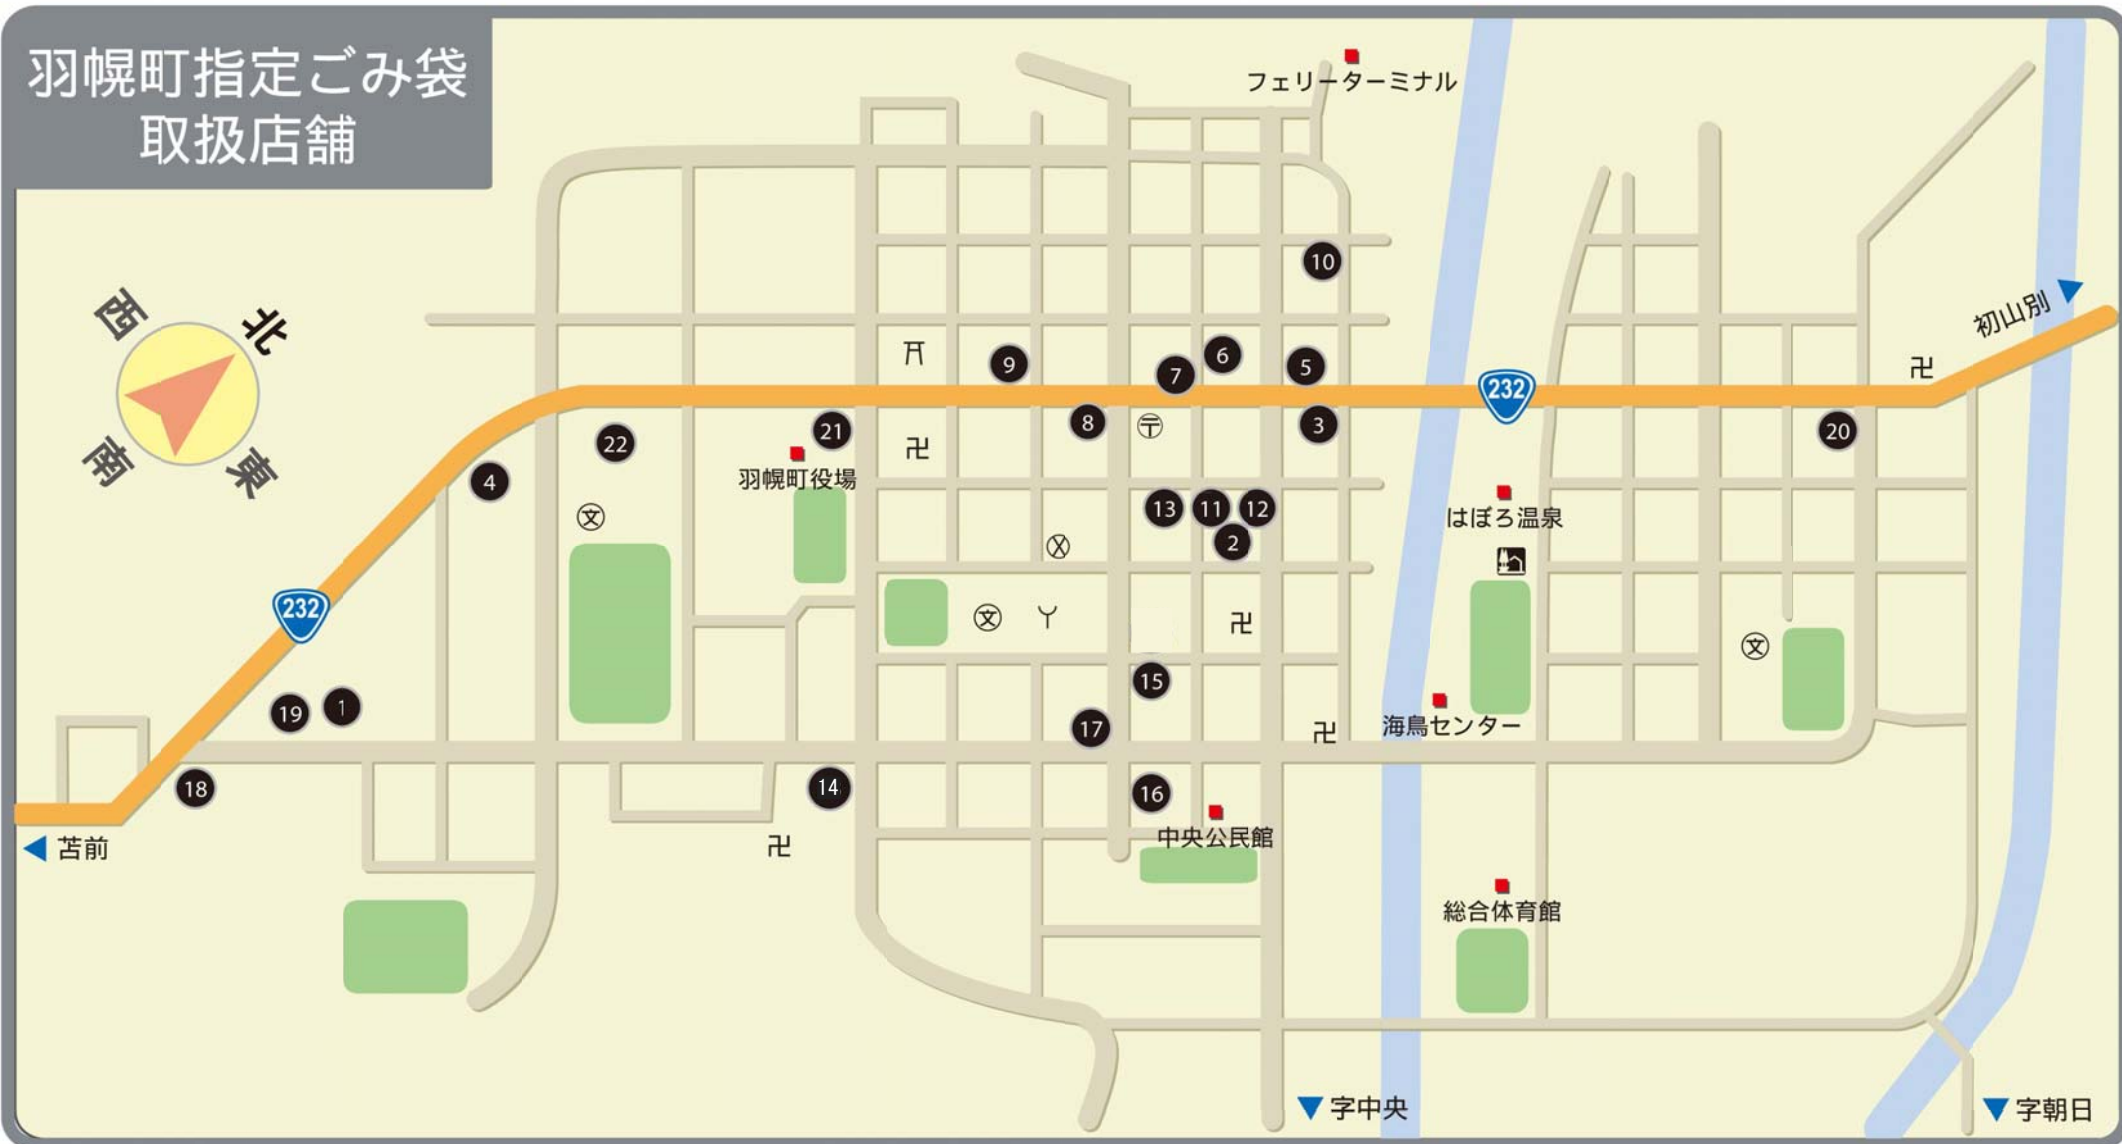 羽幌町指定ごみ袋
取扱店舗
フェリーターミナル
西
北
南
東
10
初山別
9
7
6
5
232
8
〒
3
20
22
21
4
羽幌町役場
文
13
11
12
2
はぼろ温泉
232
文
文
15
19
1
17
海鳥センター
18
14
16
苫前
中央公民館
総合体育館
字中央
字朝日